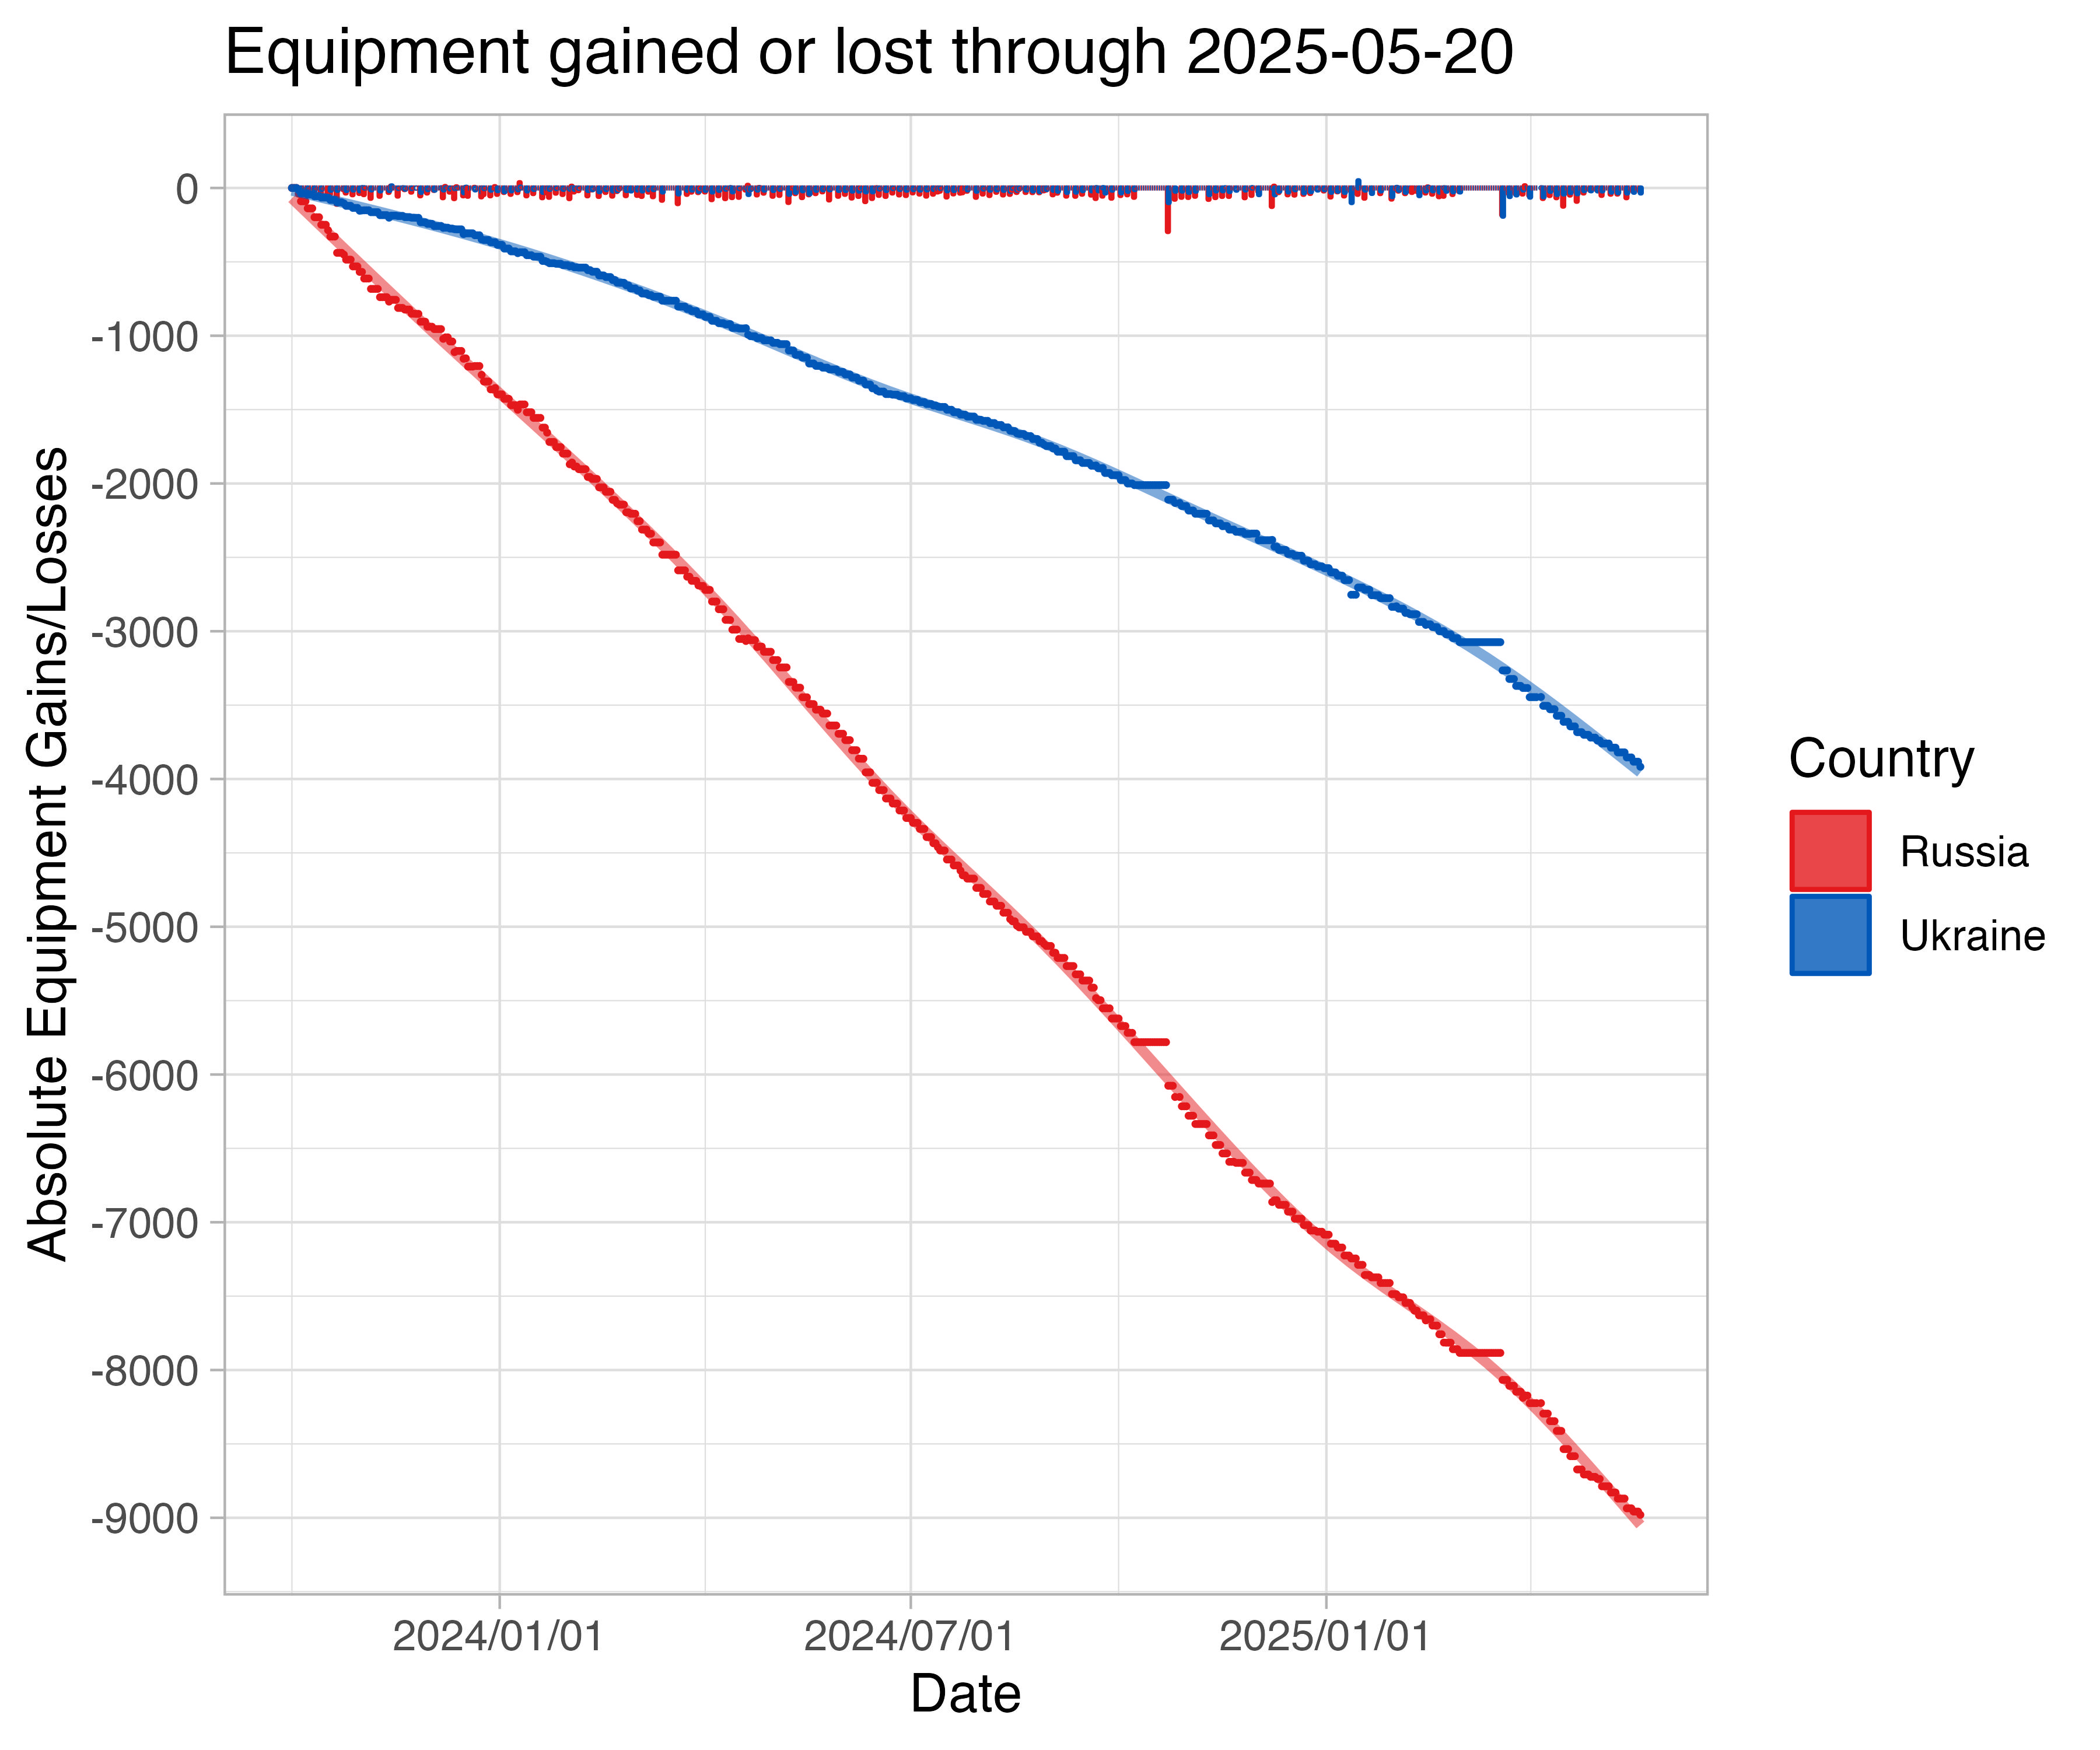 Equipment gained or lost through 2025-05-20
Absolute Equipment Gains/Losses
0
-1000
-2000
-3000
-4000
-5000
-6000
-7000
-8000
-9000
2024/01/01
2024/07/01
2025/01/01
Date
Country
Russia
Ukraine